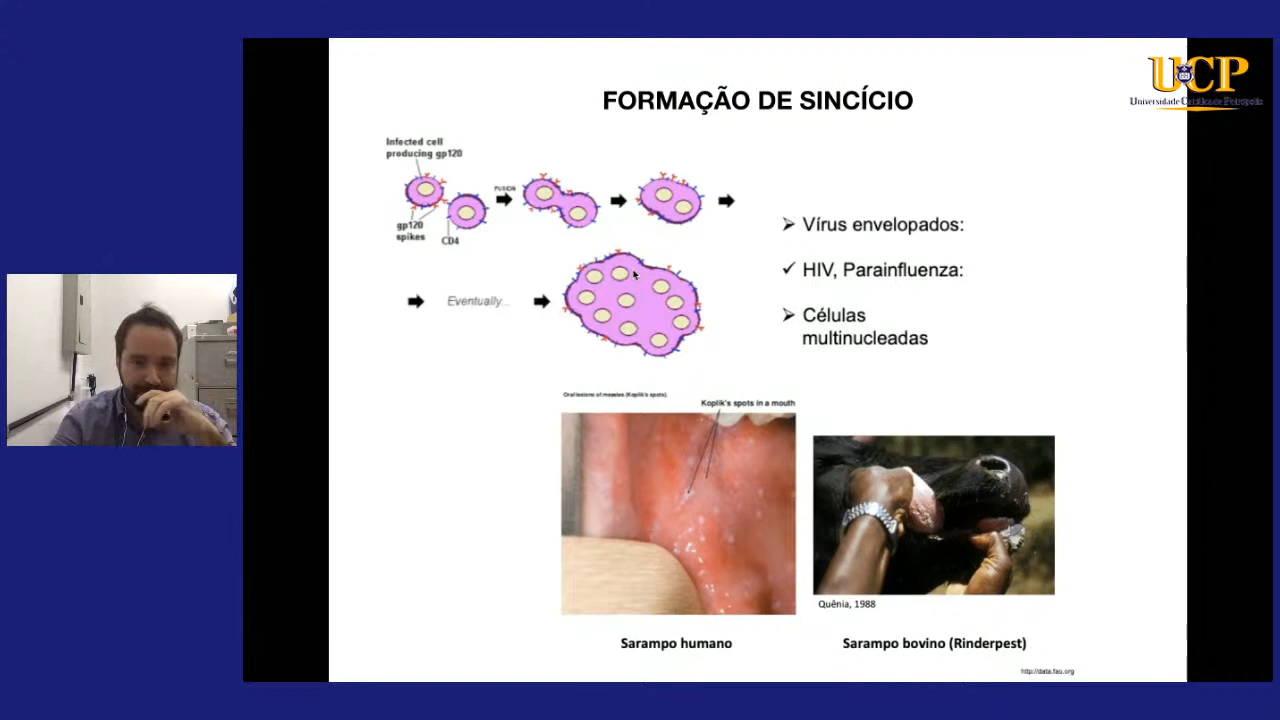 UCP
Universidade Católica de Petrópolis
FORMAÇÃO DE SINCÍCIO
Infected cell
producing gp120
FUSION
gp120
spikes
CD4
Eventually...
➢ Vírus envelopados:
✓ HIV, Parainfluenza:
➢ Células
multinucleadas
Oral lesions of measles (Koplik's spots).
Koplik's spots in a mouth
Quênia, 1988
Sarampo humano
Sarampo bovino (Rinderpest)
http://data.fao.org